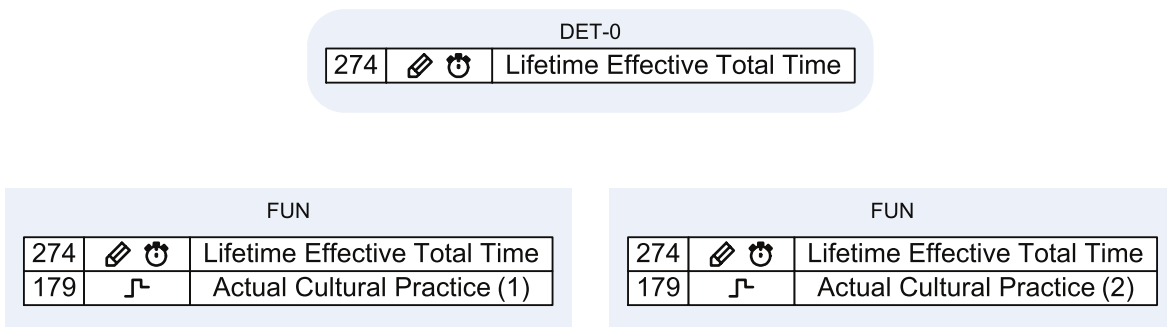 DET-0
274 Lifetime Effective Total Time
FUN
274 Lifetime Effective Total Time
179 Actual Cultural Practice (1)
FUN
274 Lifetime Effective Total Time
179 Actual Cultural Practice (2)